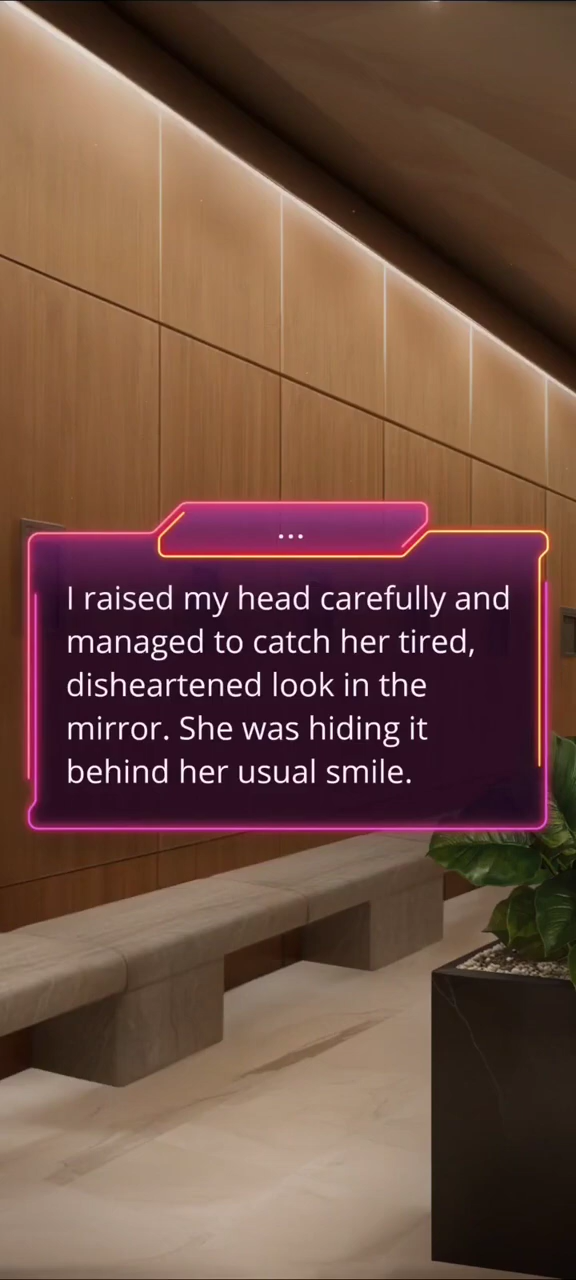 ...
I raised my head carefully and
managed to catch her tired,
disheartened look in the
mirror. She was hiding it
behind her usual smile.